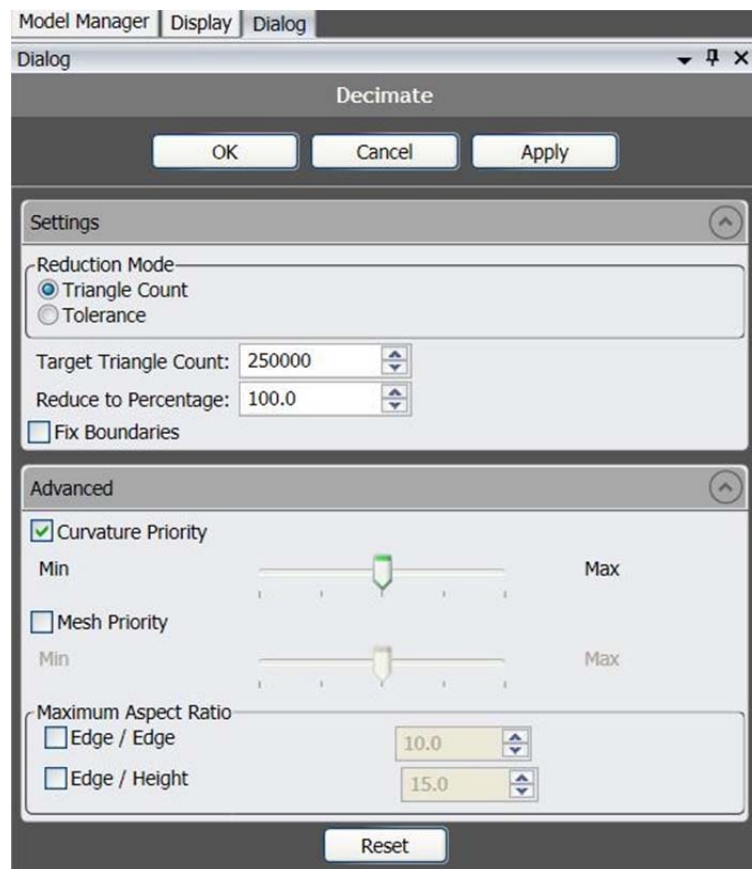 Model Manager Display Dialog
Dialog
Decimate
OK Cancel Apply
Settings
Reduction Mode
Triangle Count
Tolerance
Target Triangle Count: 250000
Reduce to Percentage: 100.0
Fix Boundaries
Advanced
Curvature Priority
Min Max
Mesh Priority
Min Max
Maximum Aspect Ratio
Edge / Edge 10.0
Edge / Height 15.0
Reset